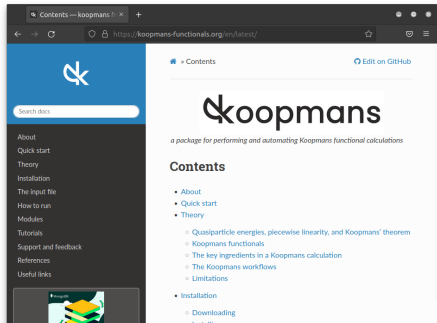 Contents — koopmans f
https://koopmans-functionals.org/en/latest/
Search docs
About
Quick start
Theory
Installation
The input file
How to run
Modules
Tutorials
Support and feedback
References
Useful links
» Contents
Edit on GitHub
koopmans
a package for performing and automating Koopmans functional calculations
Contents
• About
• Quick start
• Theory
Quasiparticle energies, piecewise linearity, and Koopmans' theorem
Koopmans functionals
The key ingredients in a Koopmans calculation
The Koopmans workflows
Limitations
• Installation
Downloading